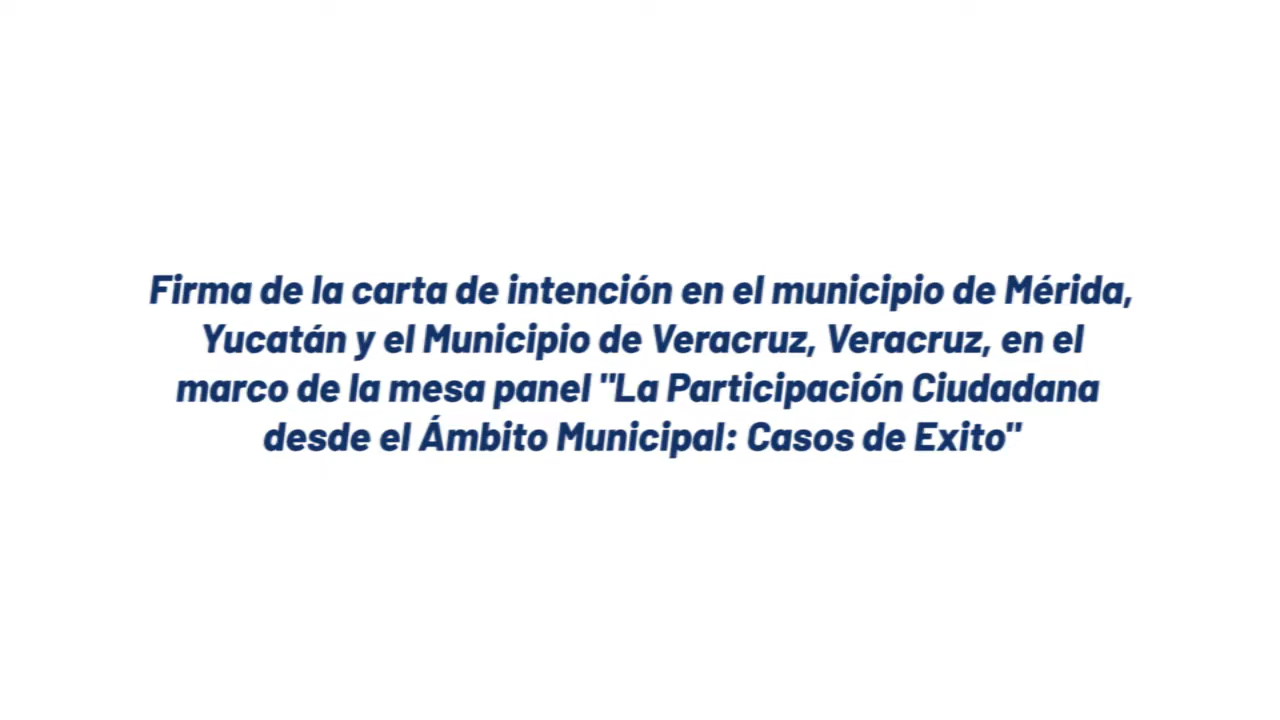 Firma de la carta de intención en el municipio de Mérida,
Yucatán y el Municipio de Veracruz, Veracruz, en el
marco de la mesa panel "La Participación Ciudadana
desde el Ámbito Municipal: Casos de Exito"